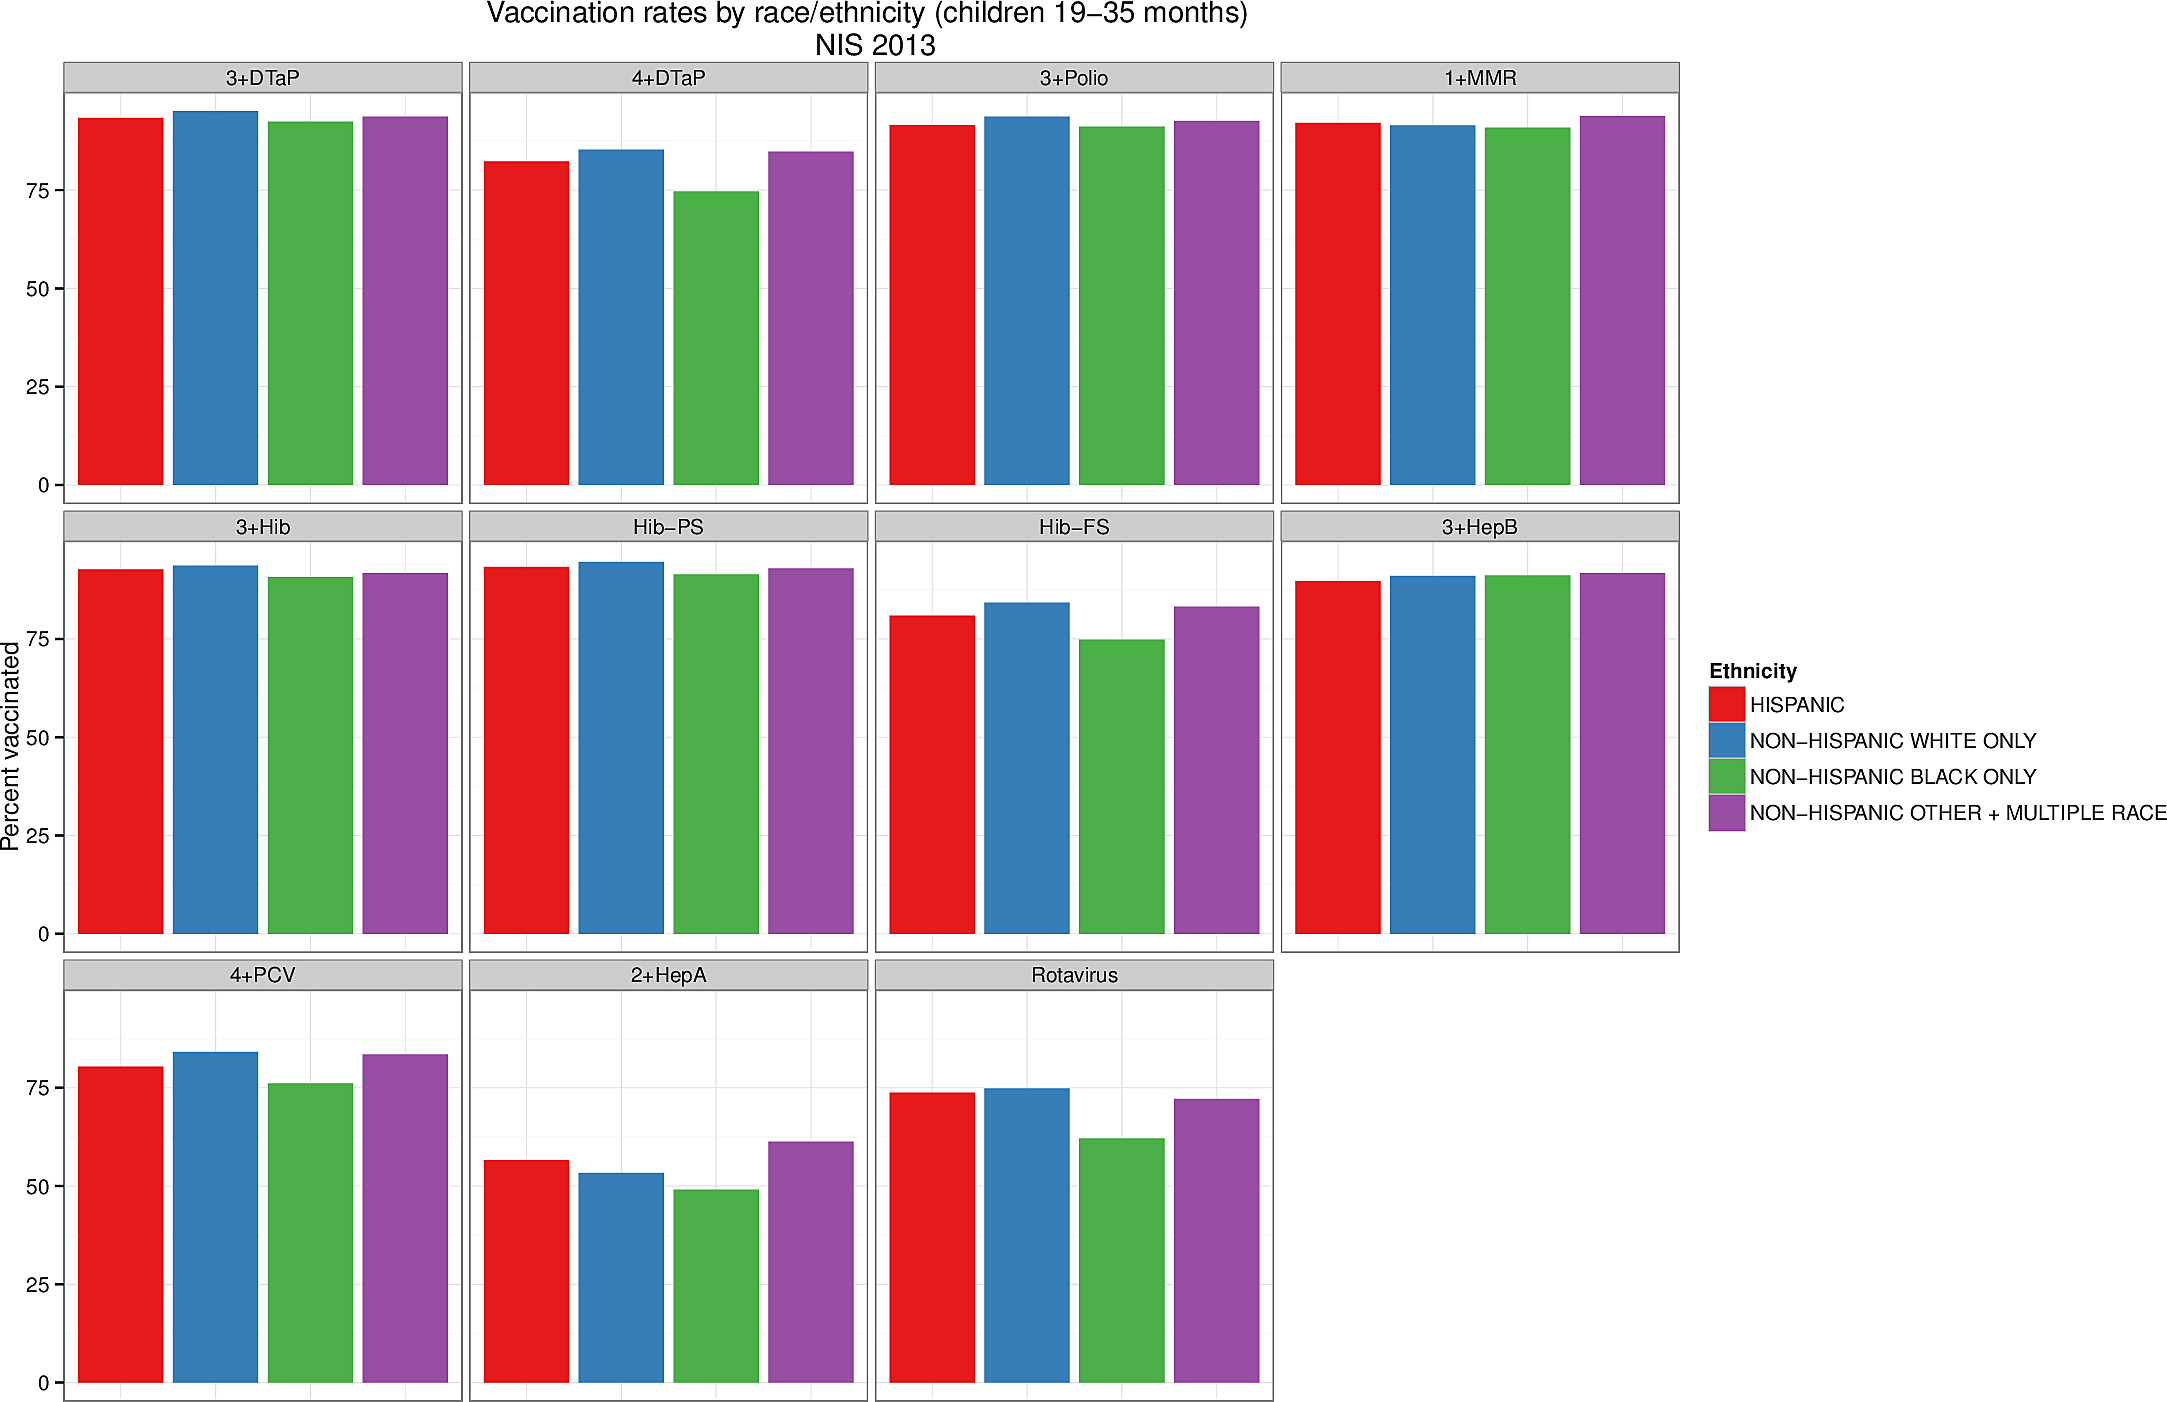 Vaccination rates by race/ethnicity (children 19−35 months)
NIS 2013
3+DTaP
4+DTaP
3+Polio
1+MMR
75
50
25
0
3+Hib
Hib−PS
Hib−FS
3+HepB
75
50
25
0
4+PCV
2+HepA
Rotavirus
75
50
25
0
Percent vaccinated
Ethnicity
HISPANIC
NON−HISPANIC WHITE ONLY
NON−HISPANIC BLACK ONLY
NON−HISPANIC OTHER + MULTIPLE RACE